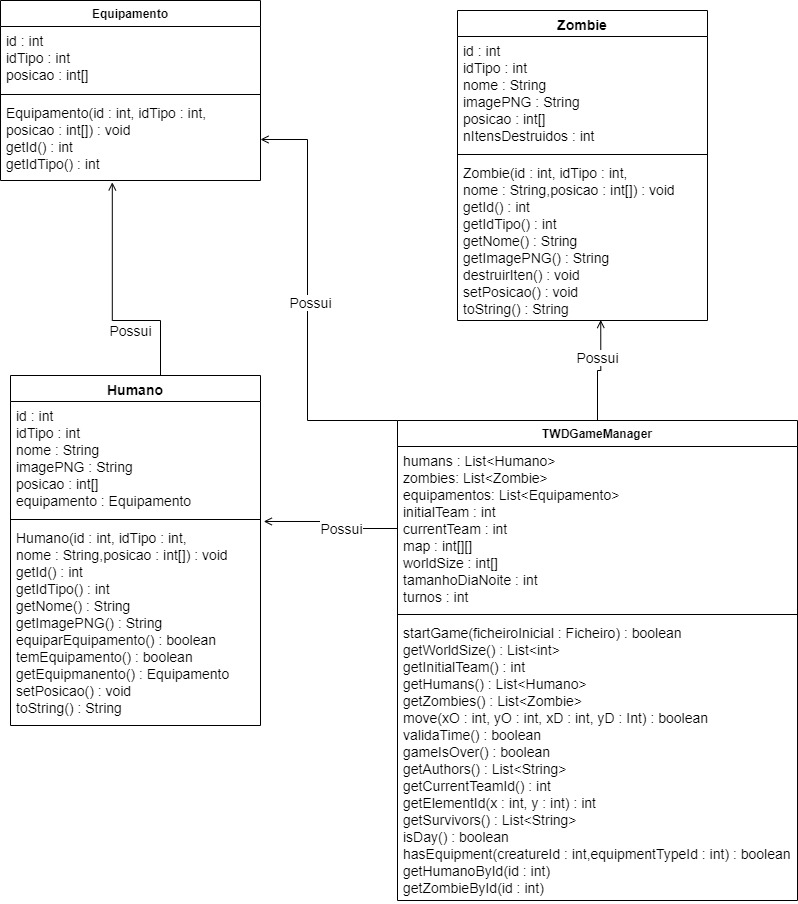 Equipamento
id : int
idTipo : int
posicao : int[]
Equipamento(id : int, idTipo : int,
posicao : int[]) : void
getId() : int
getIdTipo() : int
Zombie
id : int
idTipo : int
nome : String
imagePNG : String
posicao : int[]
nItensDestruidos : int
Zombie(id : int, idTipo : int,
nome : String,posicao : int[]) : void
getId() : int
getIdTipo() : int
getNome() : String
getImagePNG() : String
destruirIten() : void
setPosicao() : void
toString() : String
Possui
Possui
Possui
Humano
id : int
idTipo : int
nome : String
imagePNG : String
posicao : int[]
equipamento : Equipamento
Humano(id : int, idTipo : int,
nome : String,posicao : int[]) : void
getId() : int
getIdTipo() : int
getNome() : String
getImagePNG() : String
equiparEquipamento() : boolean
temEquipamento() : boolean
getEquipmanento() : Equipamento
setPosicao() : void
toString() : String
Possui
TWDGameManager
humans : List<Humano>
zombies: List<Zombie>
equipamentos: List<Equipamento>
initialTeam : int
currentTeam : int
map : int[][]
worldSize : int[]
tamanhoDiaNoite : int
turnos : int
startGame(ficheiroInicial : Ficheiro) : boolean
getWorldSize() : List<int>
getInitialTeam() : int
getHumans() : List<Humano>
getZombies() : List<Zombie>
move(xO : int, yO : int, xD : int, yD : Int) : boolean
validaTime() : boolean
gameIsOver() : boolean
getAuthors() : List<String>
getCurrentTeamId() : int
getElementId(x : int, y : int) : int
getSurvivors() : List<String>
isDay() : boolean
hasEquipment(creatureId : int,equipmentTypeId : int) : boolean
getHumanoById(id : int)
getZombieById(id : int)